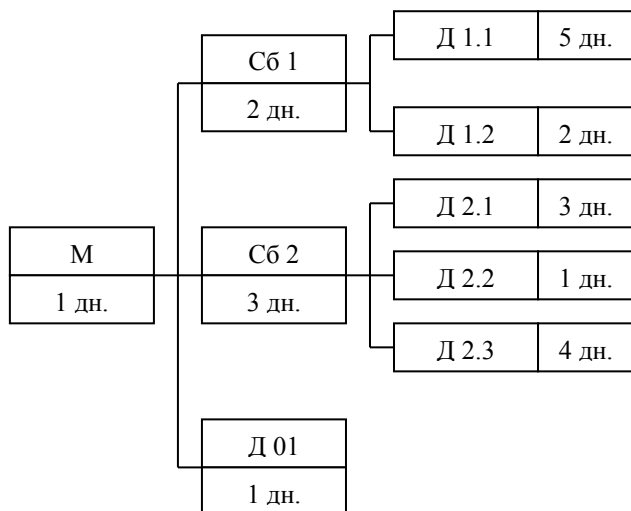 Сб 1
2 дн.
Д 1.1 5 дн.
Д 1.2 2 дн.
М
1 дн.
Сб 2
3 дн.
Д 2.1 3 дн.
Д 2.2 1 дн.
Д 2.3 4 дн.
Д 01
1 дн.